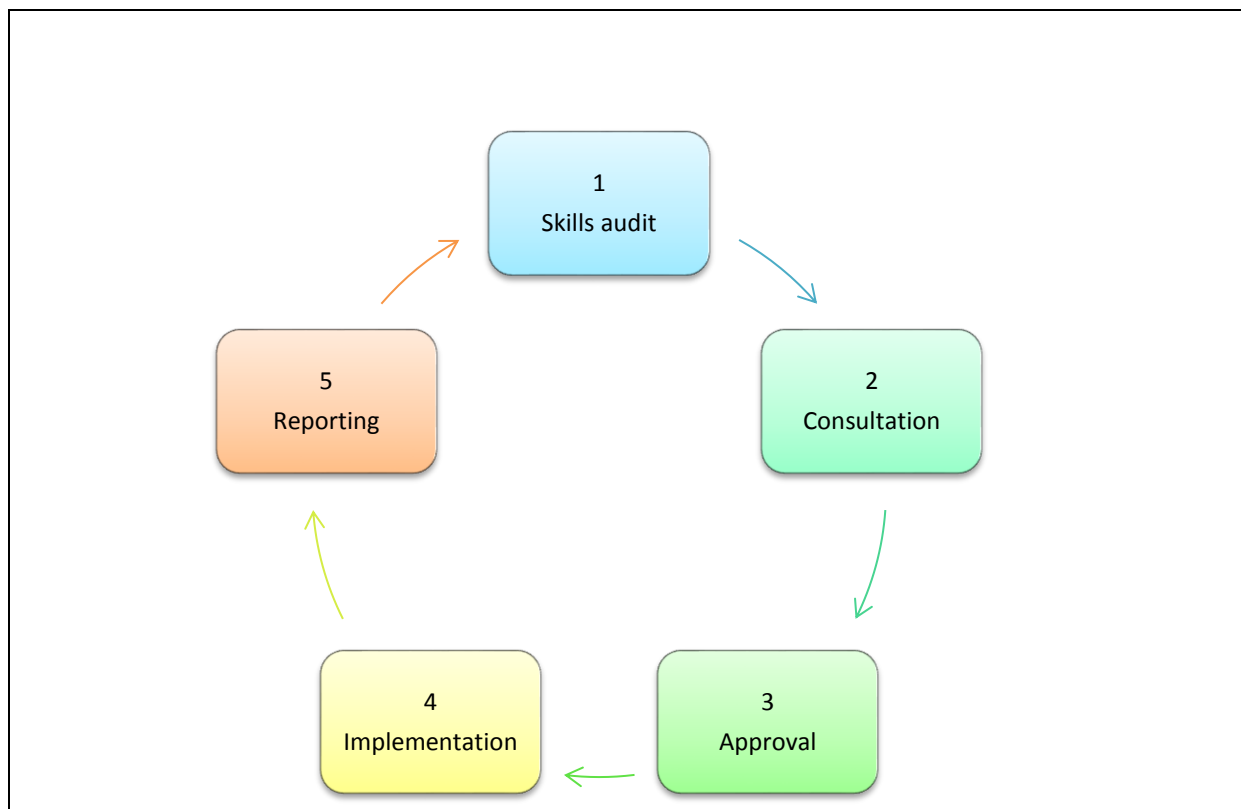 1
Skills audit
2
Consultation
3
Approval
4
Implementation
5
Reporting